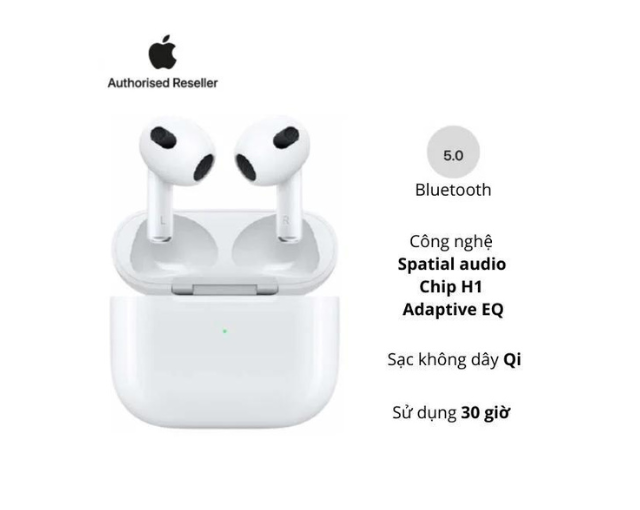 Authorised Reseller
L
R
5.0
Bluetooth
Công nghệ
Spatial audio
Chip H1
Adaptive EQ
Sạc không dây Qi
Sử dụng 30 giờ